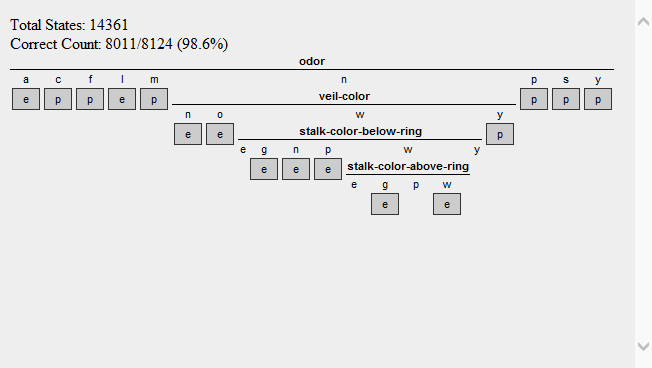 Total States: 14361
Correct Count: 8011/8124 (98.6%)
odor
a c f l m n p s y
e p p e p veil-color p p p
n o w y
e e stalk-color-below-ring p
e g n p w y
e e e stalk-color-above-ring
e g p w
e e